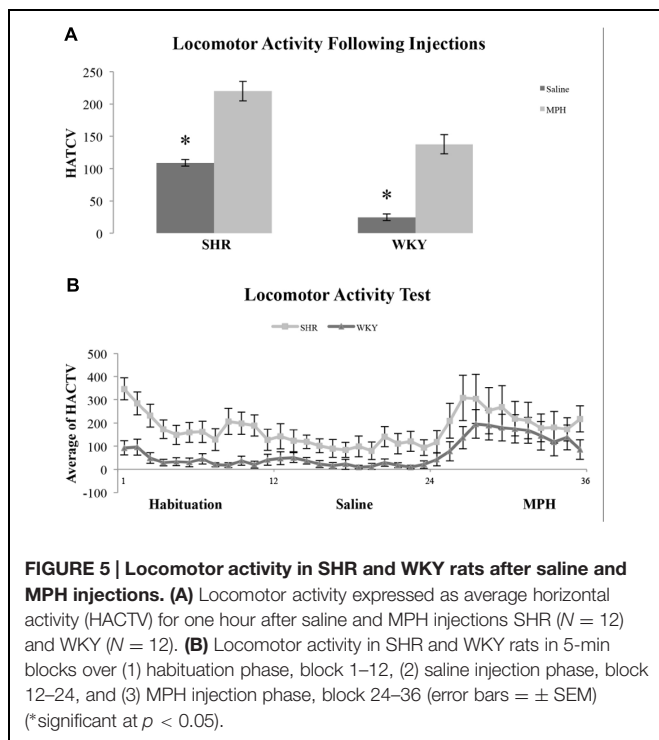 A
Locomotor Activity Following Injections
250
200
150
100
50
0
HATCV
*
*
Saline
MPH
SHR
WKY
B
Locomotor Activity Test
SHR
WKY
500
400
300
200
100
0
-100
Average of HACTV
1
12
24
36
Habituation
Saline
MPH
FIGURE 5 | Locomotor activity in SHR and WKY rats after saline and
MPH injections. (A) Locomotor activity expressed as average horizontal
activity (HACTV) for one hour after saline and MPH injections SHR (N = 12)
and WKY (N = 12). (B) Locomotor activity in SHR and WKY rats in 5-min
blocks over (1) habituation phase, block 1–12, (2) saline injection phase, block
12–24, and (3) MPH injection phase, block 24–36 (error bars = ± SEM)
(*significant at p < 0.05).